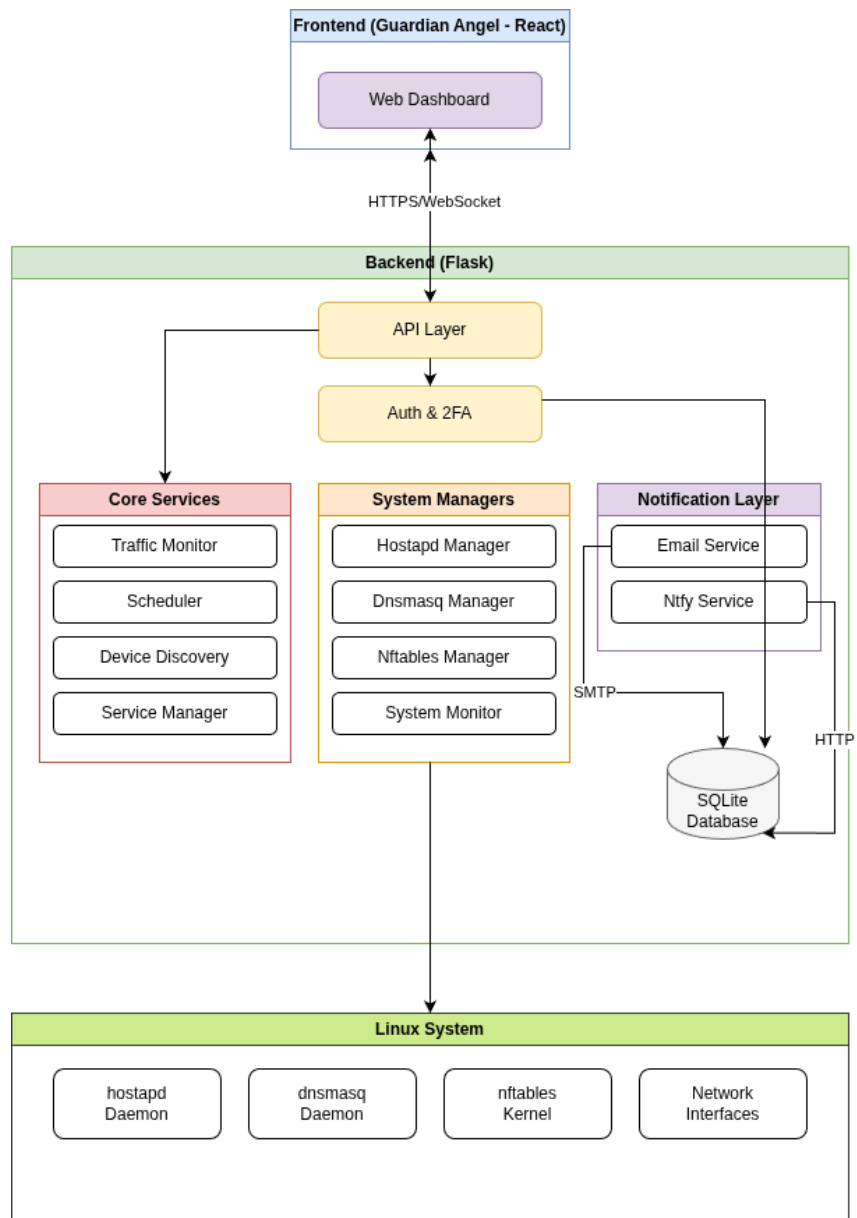 Frontend (Guardian Angel - React)
Web Dashboard
HTTPS/WebSocket
Backend (Flask)
API Layer
Auth & 2FA
Core Services
Traffic Monitor
Scheduler
Device Discovery
Service Manager
System Managers
Hostapd Manager
Dnsmasq Manager
Nftables Manager
System Monitor
Notification Layer
Email Service
Ntfy Service
SMTP
HTTP
SQLite
Database
Linux System
hostapd
Daemon
dnsmasq
Daemon
nftables
Kernel
Network
Interfaces